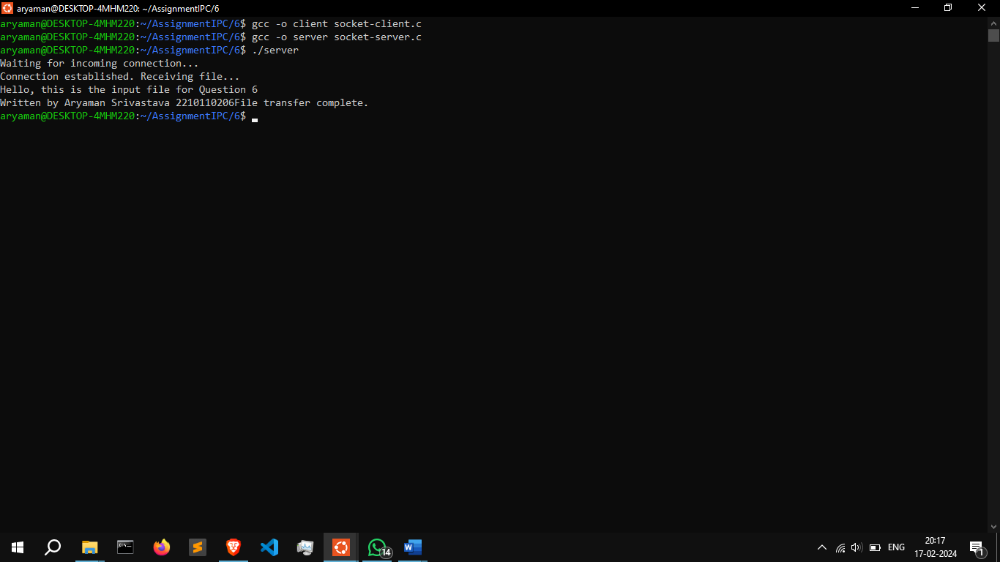 aryaman@DESKTOP-4MHM220: ~/AssignmentIPC/6
aryaman@DESKTOP-4MHM220:~/AssignmentIPC/6$ gcc -o client socket-client.c
aryaman@DESKTOP-4MHM220:~/AssignmentIPC/6$ gcc -o server socket-server.c
aryaman@DESKTOP-4MHM220:~/AssignmentIPC/6$ ./server
Waiting for incoming connection...
Connection established. Receiving file...
Hello, this is the input file for Question 6
Written by Aryaman Srivastava 2210110206File transfer complete.
aryaman@DESKTOP-4MHM220:~/AssignmentIPC/6$
14
ENG
20:17
17-02-2024
1